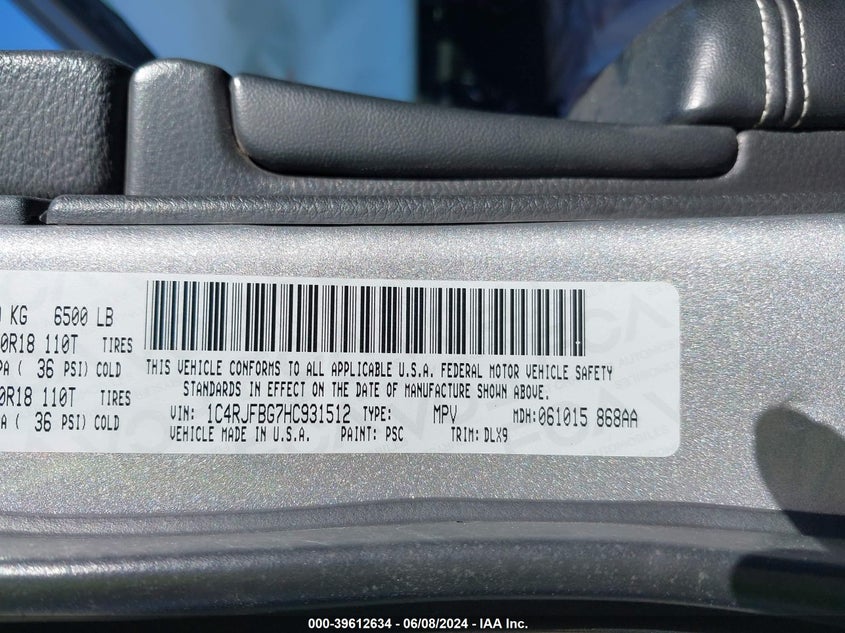 KG 6500 LB
0R18 110T TIRES
PA ( 36 PSI) COLD
0R18 110T TIRES
PA ( 36 PSI) COLD
THIS VEHICLE CONFORMS TO ALL APPLICABLE U.S.A. FEDERAL MOTOR VEHICLE SAFETY
STANDARDS IN EFFECT ON THE DATE OF MANUFACTURE SHOWN ABOVE.
VIN: 1C4RJFBG7HC931512 TYPE: MPV MDH: 061015 868AA
VEHICLE MADE IN U.S.A. PAINT: PSC TRIM: DLX9
000-39612634 - 06/08/2024 - IAA Inc.